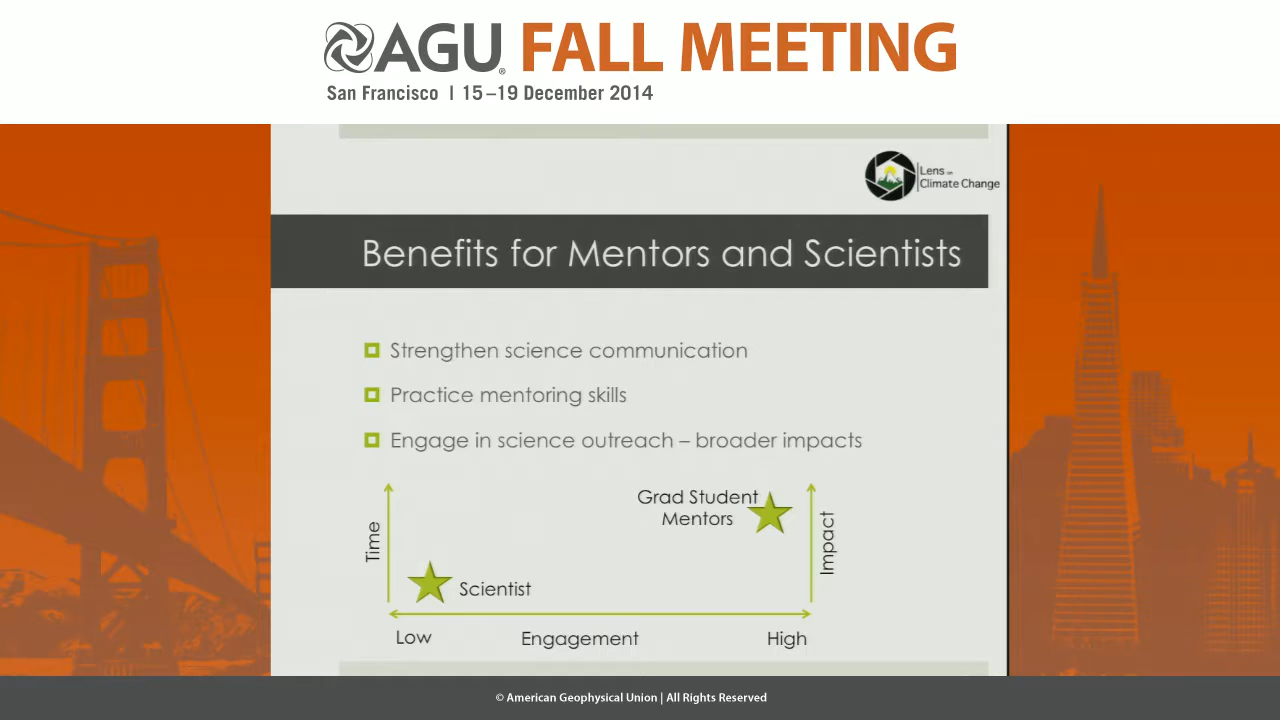 AGU FALL MEETING
San Francisco | 15–19 December 2014
Lens on
Climate Change
Benefits for Mentors and Scientists
Strengthen science communication
Practice mentoring skills
Engage in science outreach – broader impacts
Grad Student
Mentors
Time
Impact
Scientist
Low Engagement High
© American Geophysical Union | All Rights Reserved